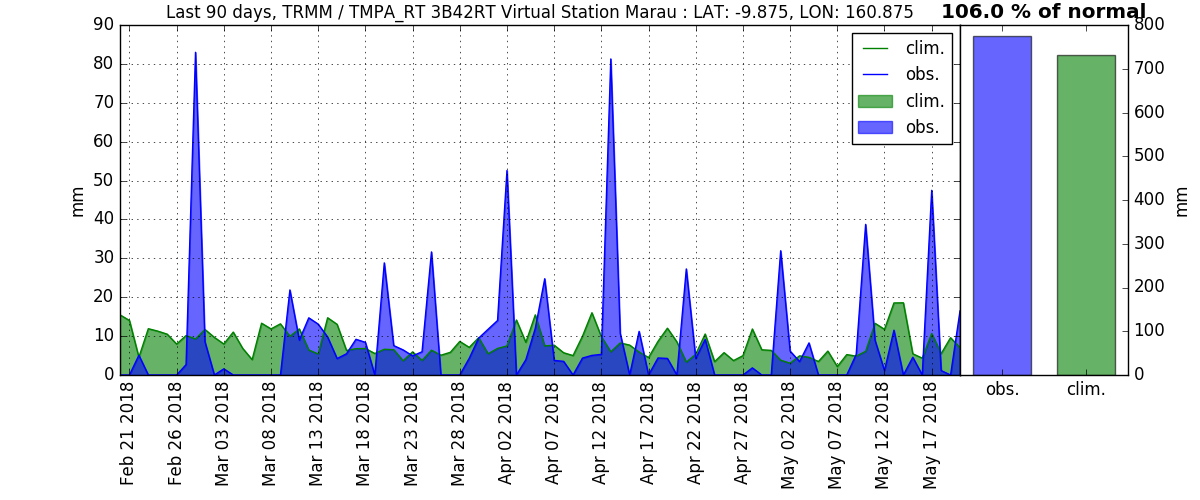 Last 90 days, TRMM / TMPA_RT 3B42RT Virtual Station Marau : LAT: -9.875, LON: 160.875
106.0 % of normal
90
80
70
60
50
40
30
20
10
0
mm
clim.
obs.
clim.
obs.
Feb 21 2018
Feb 26 2018
Mar 03 2018
Mar 08 2018
Mar 13 2018
Mar 18 2018
Mar 23 2018
Mar 28 2018
Apr 02 2018
Apr 07 2018
Apr 12 2018
Apr 17 2018
Apr 22 2018
Apr 27 2018
May 02 2018
May 07 2018
May 12 2018
May 17 2018
800
700
600
500
400
300
200
100
0
mm
obs.
clim.